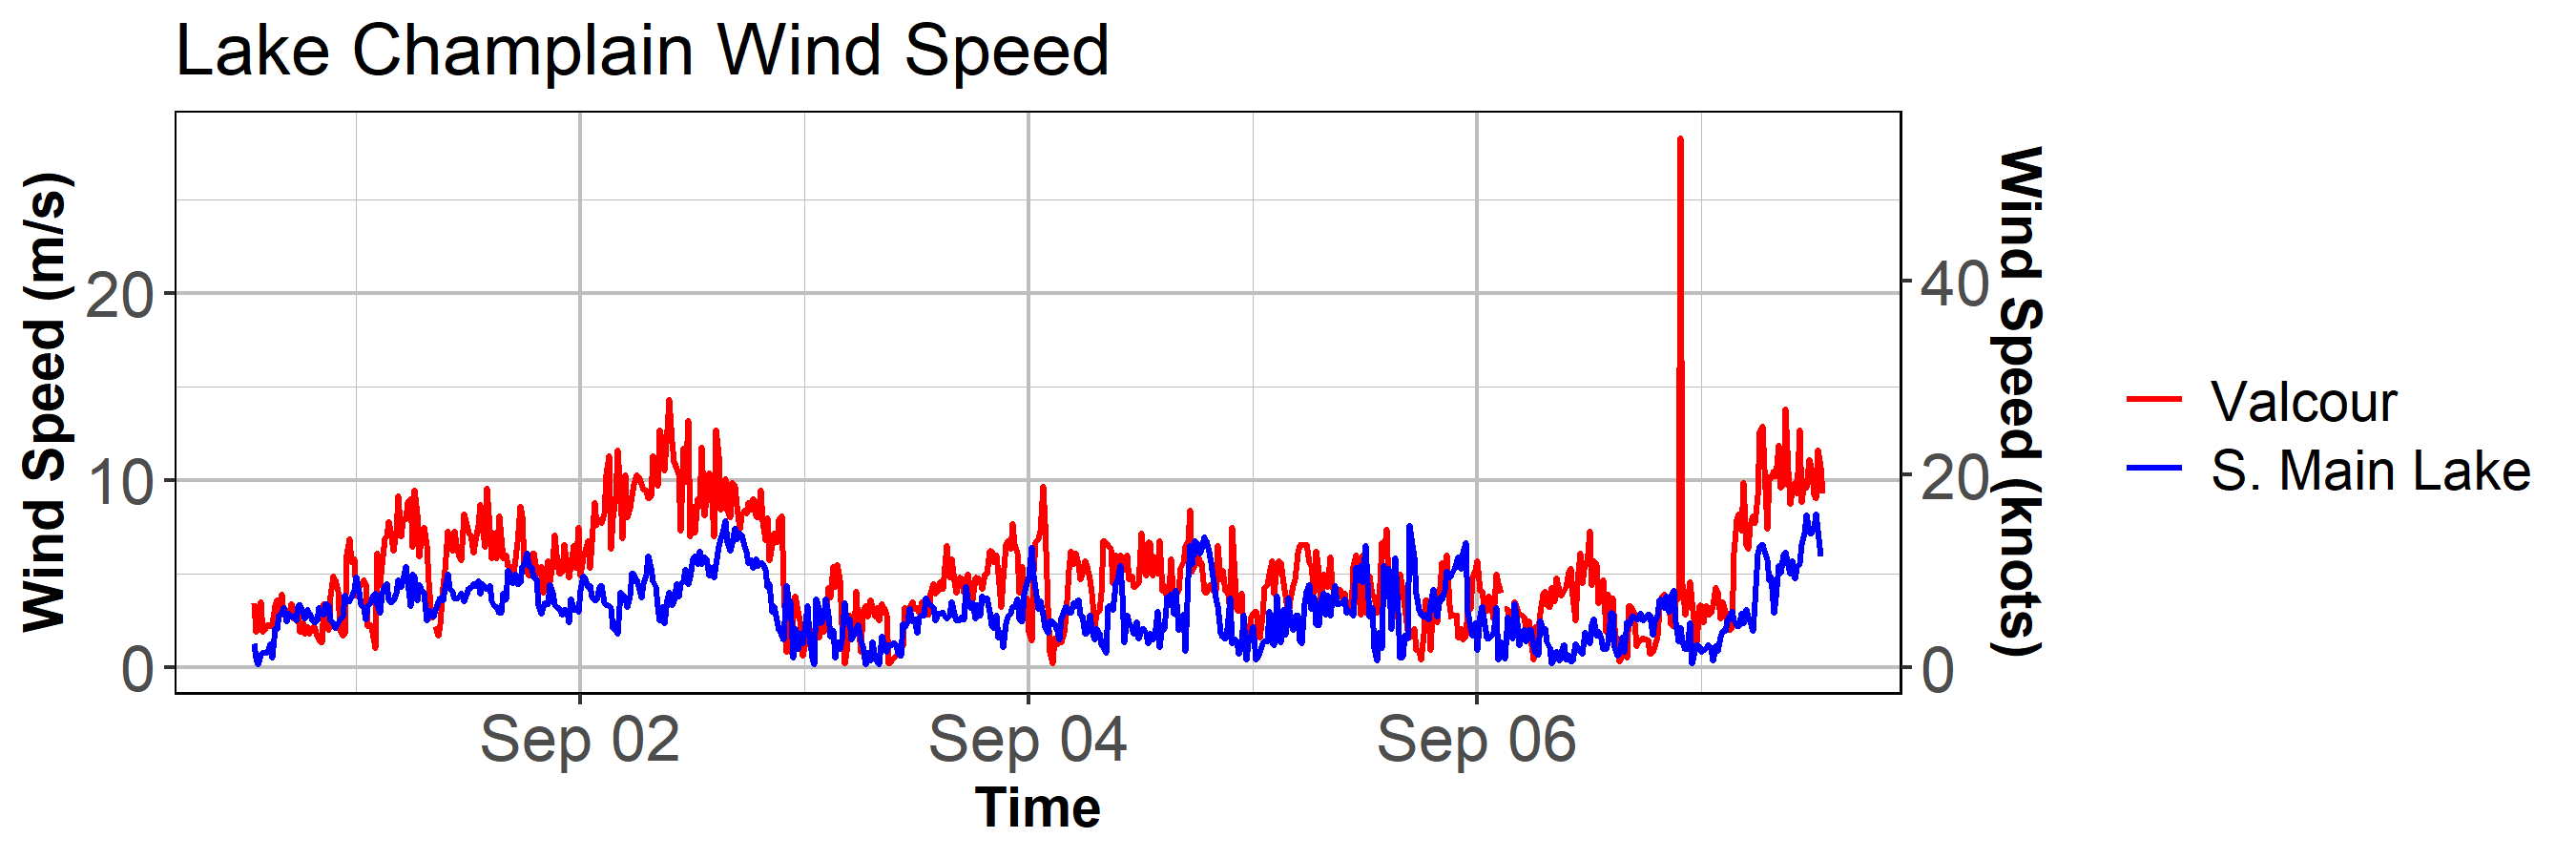 Lake Champlain Wind Speed
Wind Speed (m/s)
20
10
0
40
20
0
Wind Speed (knots)
Valcour
S. Main Lake
Sep 02
Sep 04
Sep 06
Time